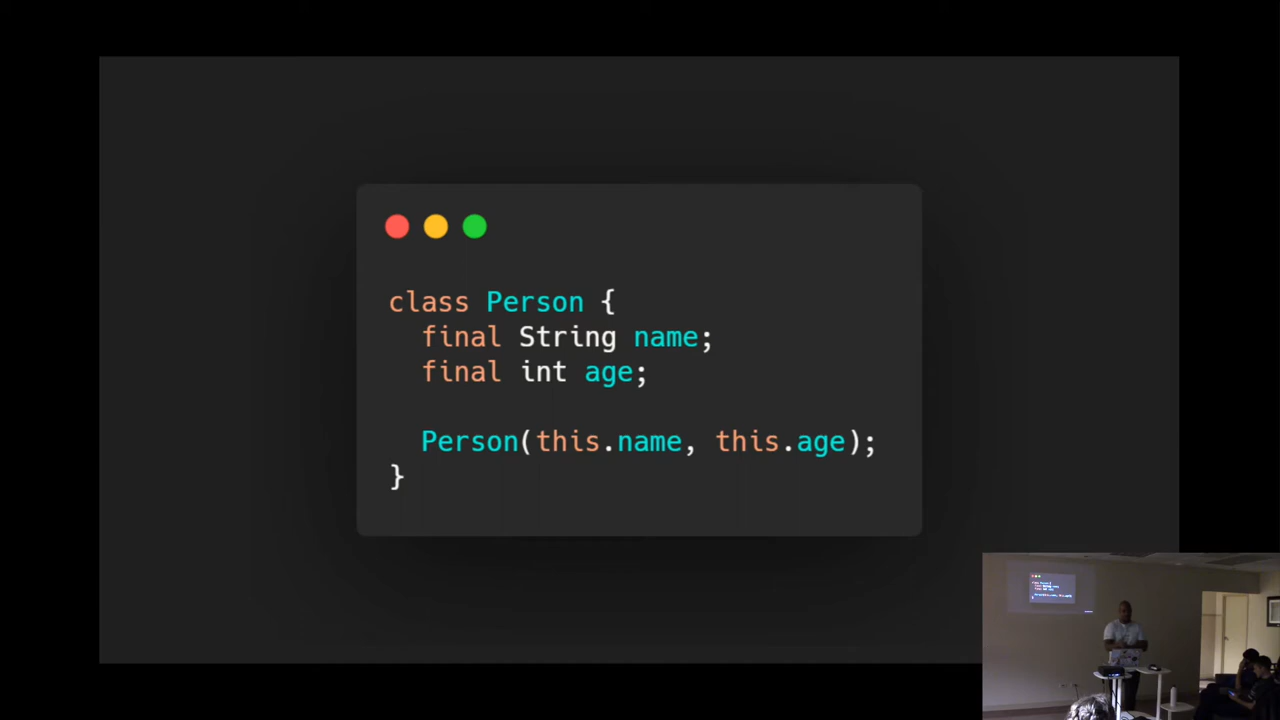 class Person {
final String name;
final int age;
Person(this.name, this.age);
}